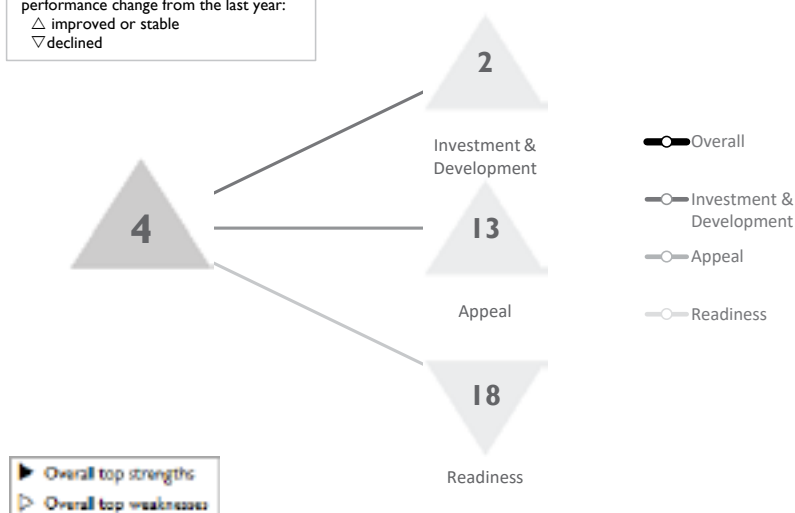 performance change from the last year:
△ improved or stable
▽ declined
2
Investment &
Development
4
13
Appeal
18
Readiness
Overall
Investment &
Development
Appeal
Readiness
▶ Overall top strengths
▷ Overall top weaknesses